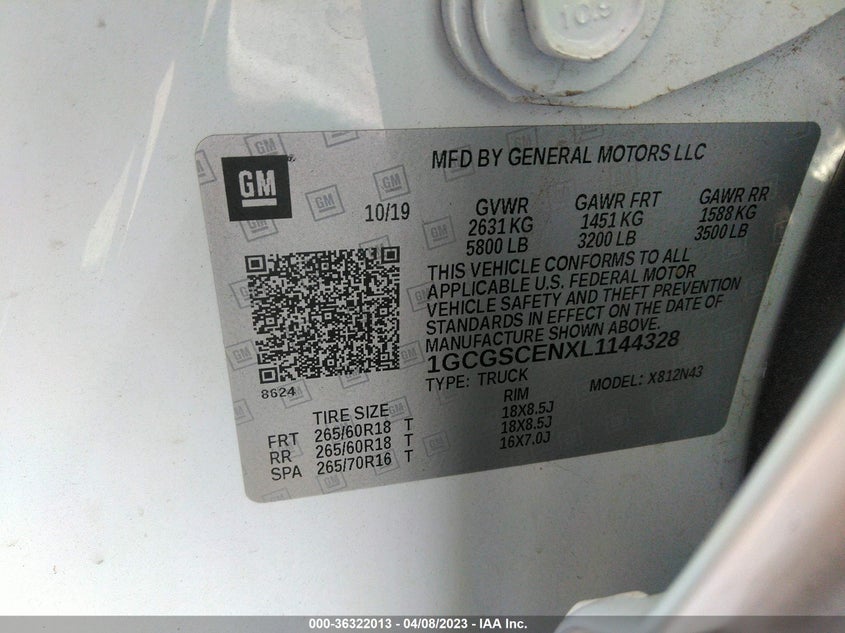 10.9
GM
MFD BY GENERAL MOTORS LLC
10/19
GVWR GAWR FRT GAWR RR
2631 KG 1451 KG 1588 KG
5800 LB 3200 LB 3500 LB
THIS VEHICLE CONFORMS TO ALL
APPLICABLE U.S. FEDERAL MOTOR
VEHICLE SAFETY AND THEFT PREVENTION
STANDARDS IN EFFECT ON THE DATE OF
MANUFACTURE SHOWN ABOVE.
1GCGSCENXL1144328
8624
TYPE: TRUCK MODEL: X812N43
TIRE SIZE RIM
FRT 265/60R18 T 18X8.5J
RR 265/60R18 T 18X8.5J
SPA 265/70R16 T 16X7.0J
000-36322013 - 04/08/2023 - IAA Inc.